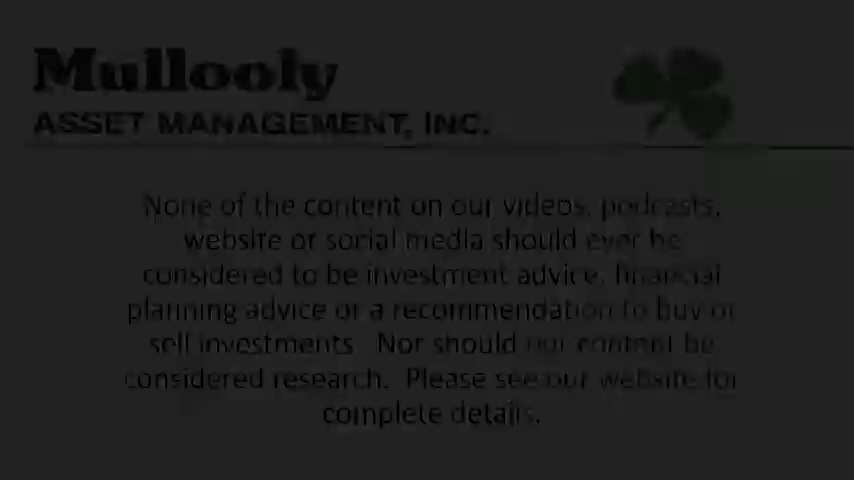 Mullooly
ASSET MANAGEMENT, INC.
None of the content on our videos, podcasts,
website or social media should ever be
considered to be investment advice, financial
planning advice or a recommendation to buy or
sell investments. Nor should our content be
considered research. Please see our website for
complete details.